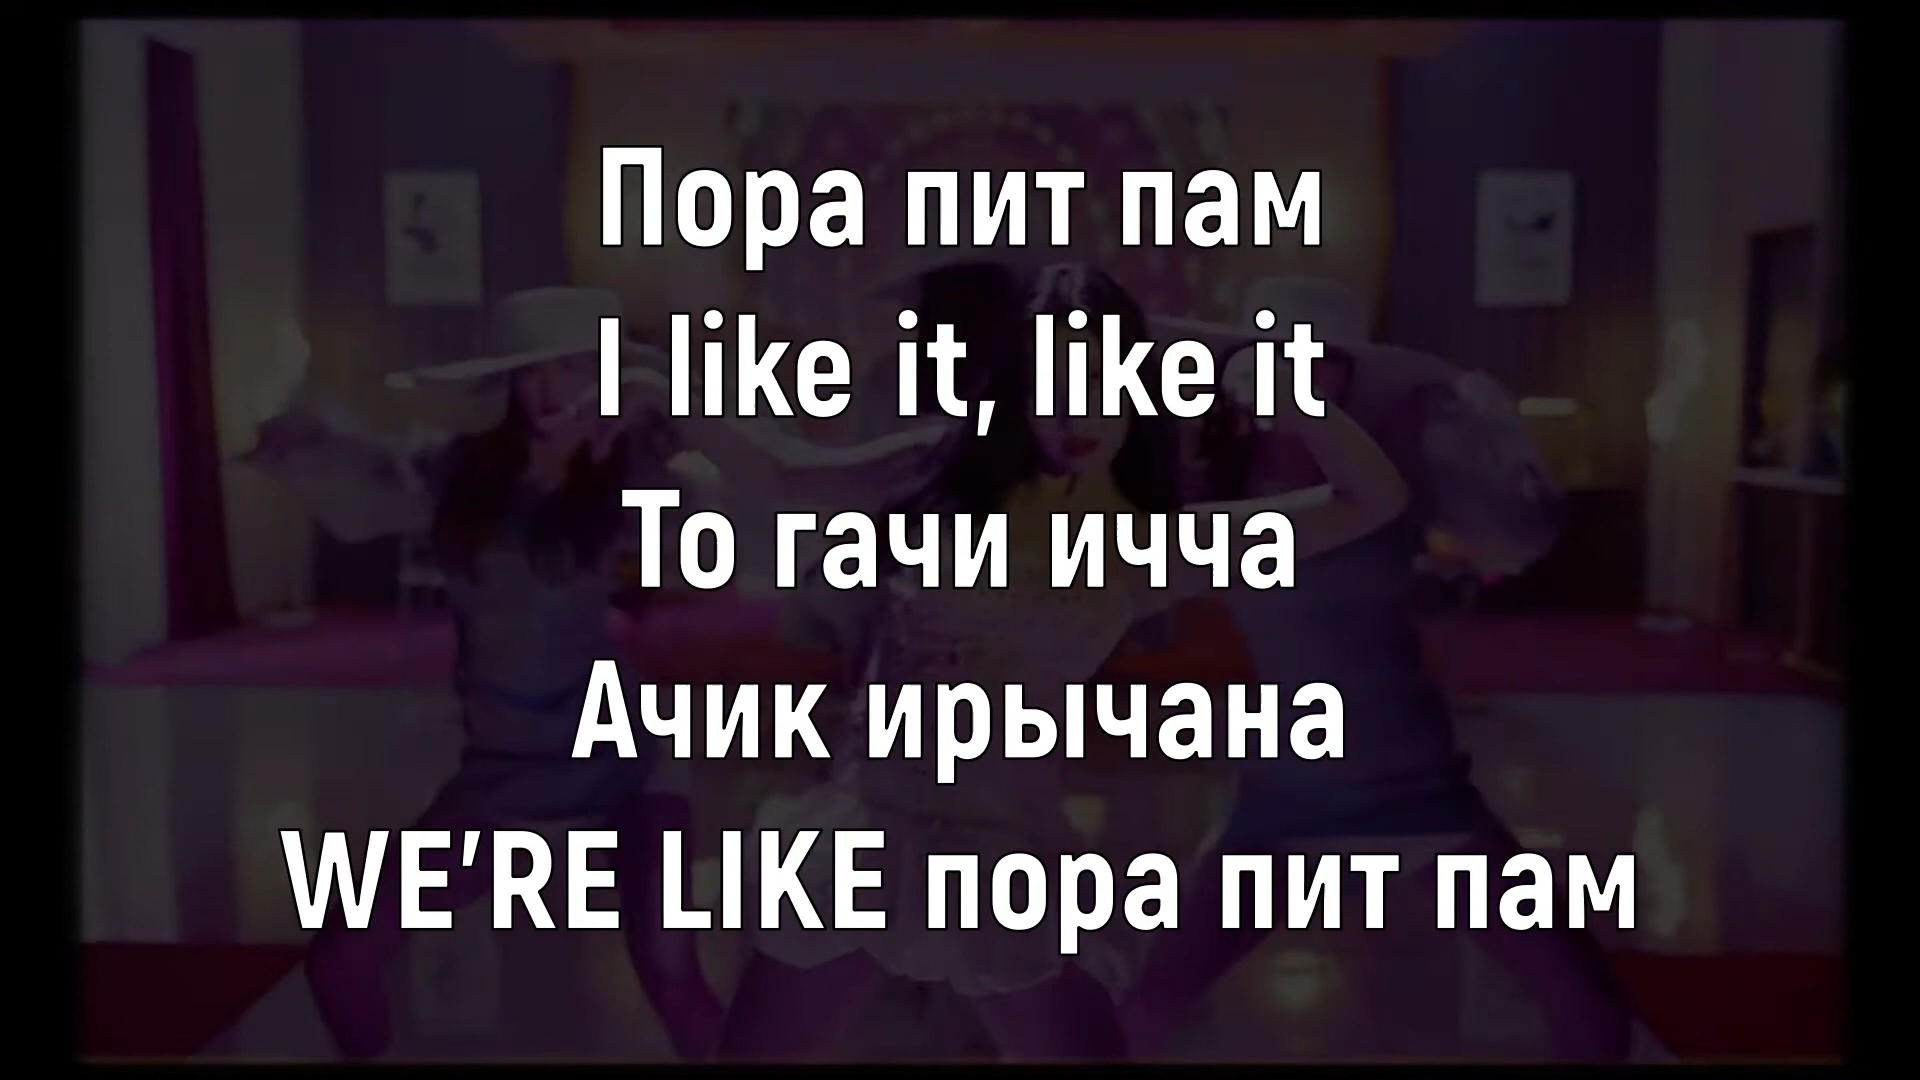 Пора пит пам
I like it, like it
То гачи ичча
Ачик ирычана
WE'RE LIKE пора пит пам